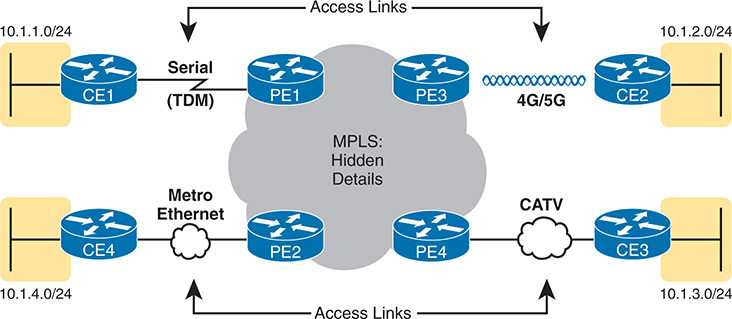 Access Links
10.1.1.0/24
10.1.2.0/24
Serial
(TDM)
CE1
PE1
PE3
4G/5G
CE2
MPLS:
Hidden
Details
Metro
Ethernet
CATV
CE4
PE2
PE4
CE3
10.1.4.0/24
10.1.3.0/24
Access Links